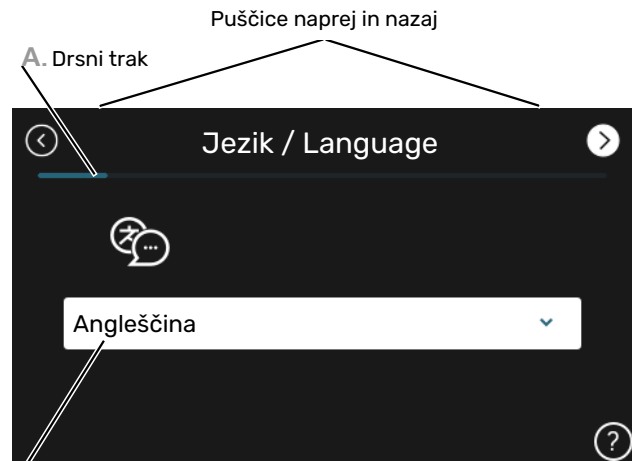 Puščice naprej in nazaj
A. Drsni trak
Jezik / Language
Angleščina
?